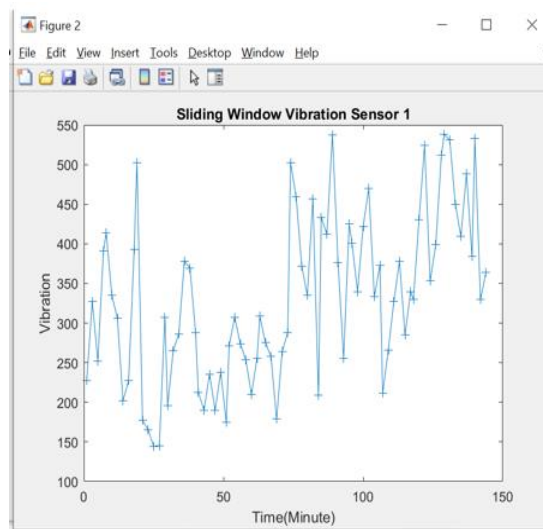 Figure 2
File Edit View Insert Tools Desktop Window Help
Sliding Window Vibration Sensor 1
550
500
450
400
350
300
250
200
150
100
Vibration
0 50 100 150
Time(Minute)